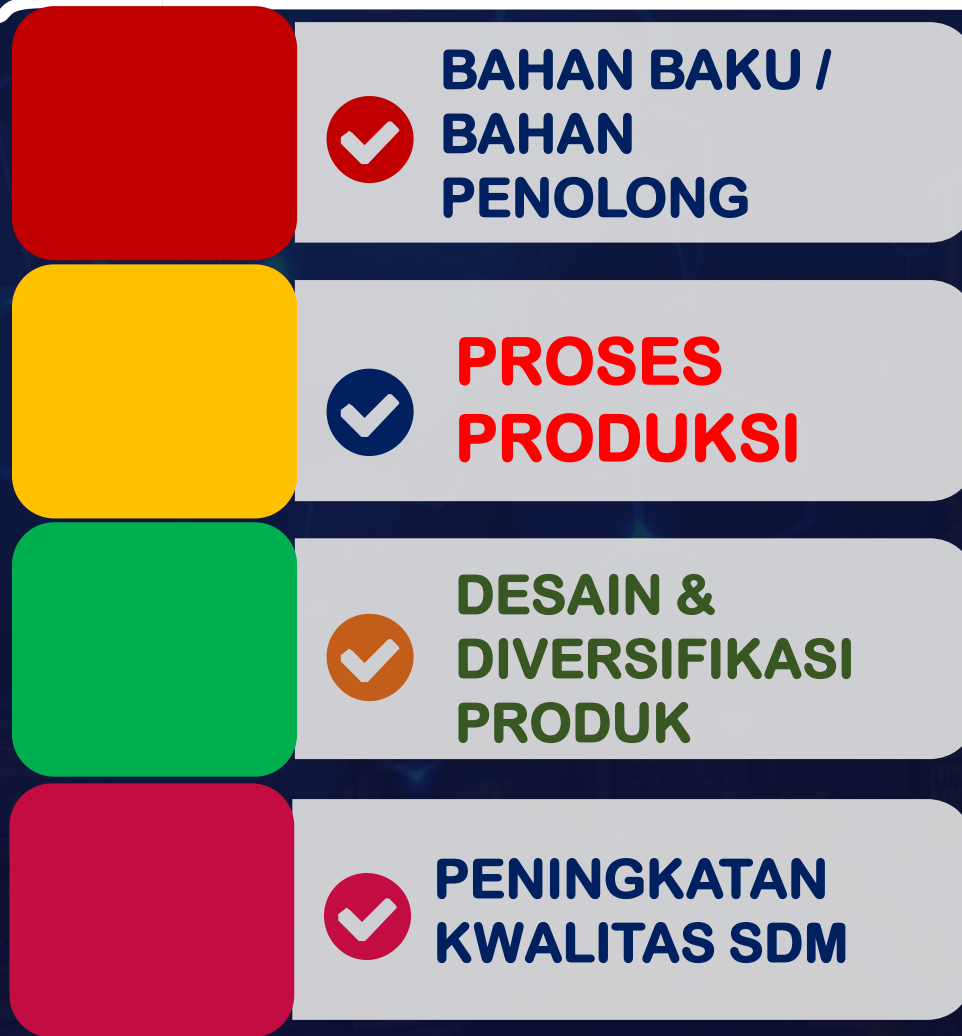 BAHAN BAKU /
BAHAN
PENOLONG
PROSES
PRODUKSI
DESAIN &
DIVERSIFIKASI
PRODUK
PENINGKATAN
KWALITAS SDM